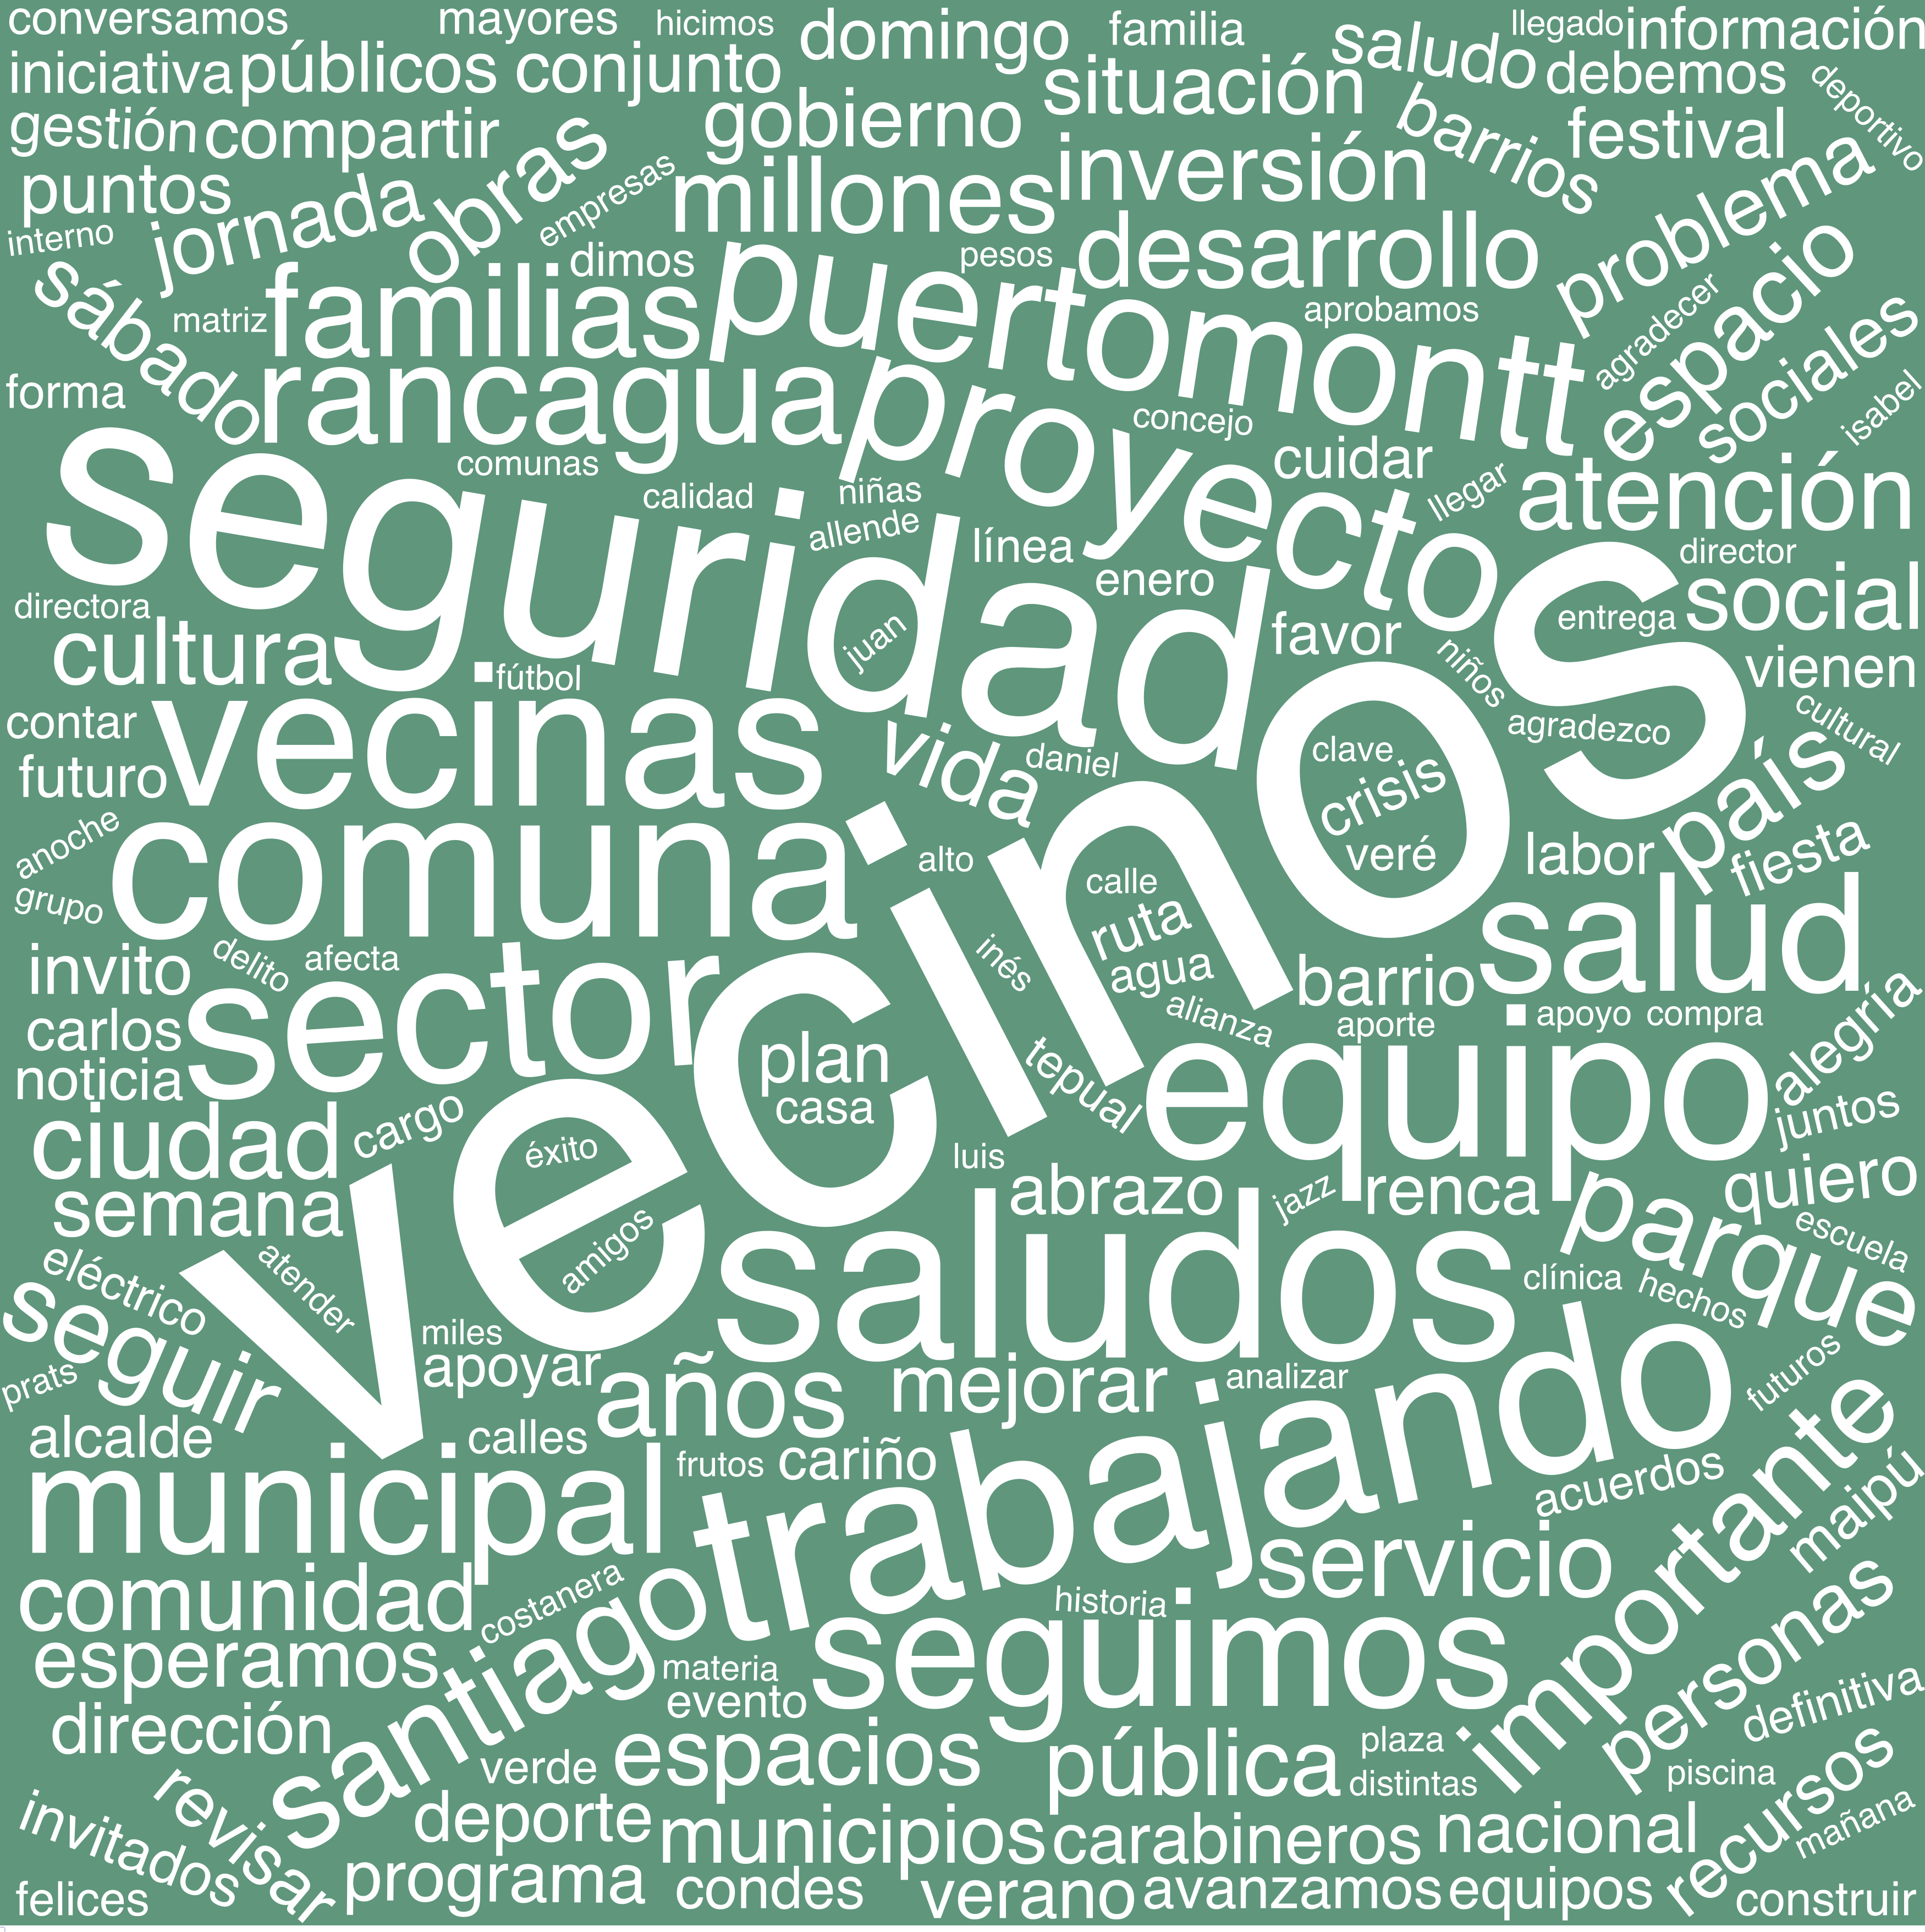 conversamos
mayores
hicimos
domingo
familia
saludo
llegado
información
iniciativa
públicos
conjunto
situación
debemos
deportivo
gestión
compartir
obras
gobierno
barrios
festival
puntos
jornada
empresas
millones
inversión
problema
interno
sábado
dimos
puertomontt
pesos
desarrollo
espacio
matriz
familias
aprobamos
agradecer
sociales
forma
rancagua
proyecto
concejo
isabel
seguridad
comunas
calidad
niñas
cuidar
llegar
atención
allende
línea
director
directora
enero
entrega
social
cultura
juan
favor
niños
vienen
fútbol
contar
vecinas
vida
daniel
clave
agradezco
cultural
futuro
crisis
país
anoche
comuna
alto
veré
labor
fiesta
grupo
calle
salud
invito
delito
afecta
inés
ruta
agua
barrio
carlos
sector
vecinos
alianza
aporte
apoyo
compra
alegría
noticia
plan
casa
tepual
equipo
juntos
ciudad
cargo
éxito
luis
semana
abrazo
jazz
renca
parque
quiero
eléctrico
atender
amigos
saludos
clínica
hechos
escuela
seguir
miles
apoyar
prats
años
mejorar
analizar
futuros
alcalde
calles
frutos
cariño
trabajando
acuerdos
importante
maipú
municipal
servicio
comunidad
costanera
historia
esperamos
santiago
materia
seguimos
personas
dirección
evento
definitiva
verde
espacios
pública
plaza
distintas
piscina
recursos
invitados
revisar
deporte
municipios
carabineros
nacional
mañana
felices
programa
condes
verano
avanzamos
equipos
construir